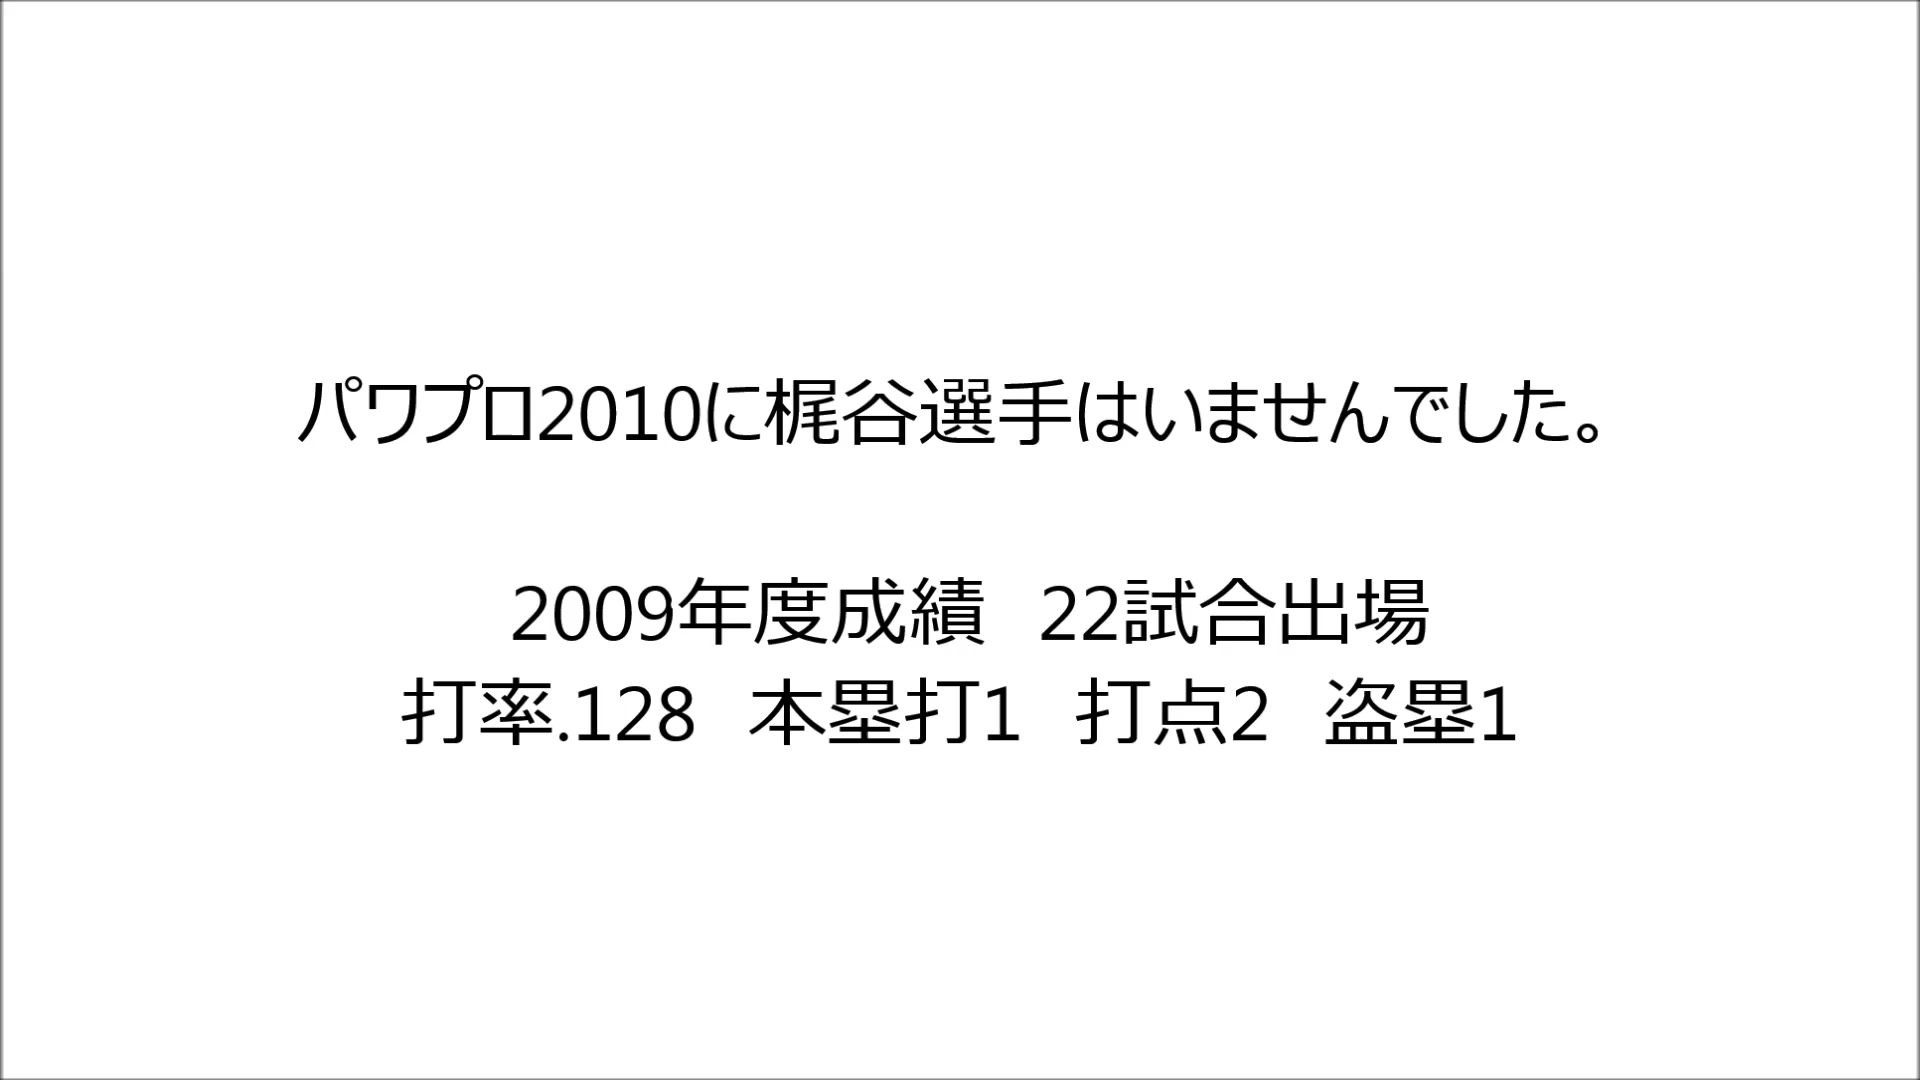 パワプロ2010に梶谷選手はいませんでした。
2009年度成績　22試合出場
打率.128　本塁打1　打点2　盗塁1